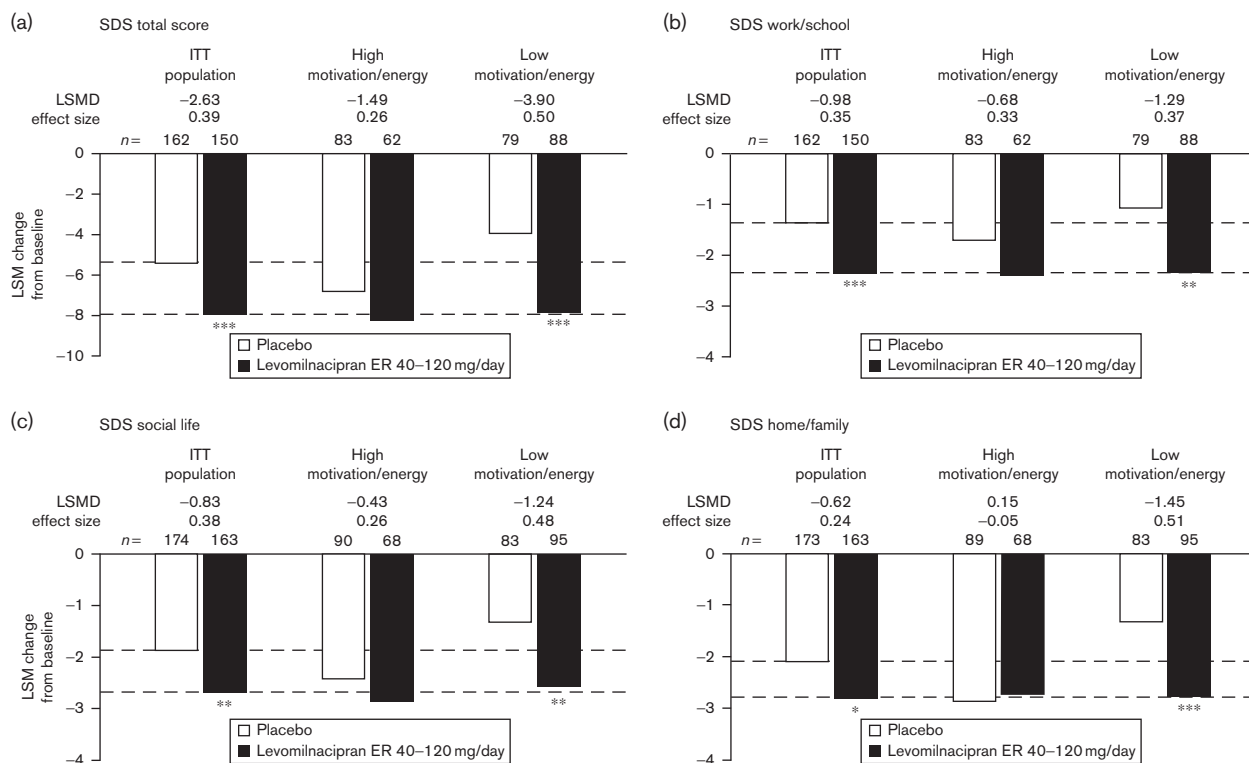 (a) SDS total score
ITT population
High motivation/energy
Low motivation/energy
LSMD −2.63 −1.49 −3.90
effect size 0.39 0.26 0.50
n= 162 150 83 62 79 88
0
−2
−4
−6
−8
−10
LSM change from baseline
***
***
Placebo
Levomilnacipran ER 40–120 mg/day
(b) SDS work/school
ITT population
High motivation/energy
Low motivation/energy
LSMD −0.98 −0.68 −1.29
effect size 0.35 0.33 0.37
n= 162 150 83 62 79 88
0
−1
−2
−3
−4
***
**
Placebo
Levomilnacipran ER 40–120 mg/day
(c) SDS social life
ITT population
High motivation/energy
Low motivation/energy
LSMD −0.83 −0.43 −1.24
effect size 0.38 0.26 0.48
n= 174 163 90 68 83 95
0
−1
−2
−3
−4
LSM change from baseline
**
**
Placebo
Levomilnacipran ER 40–120 mg/day
(d) SDS home/family
ITT population
High motivation/energy
Low motivation/energy
LSMD −0.62 0.15 −1.45
effect size 0.24 −0.05 0.51
n= 173 163 89 68 83 95
0
−1
−2
−3
−4
*
***
Placebo
Levomilnacipran ER 40–120 mg/day